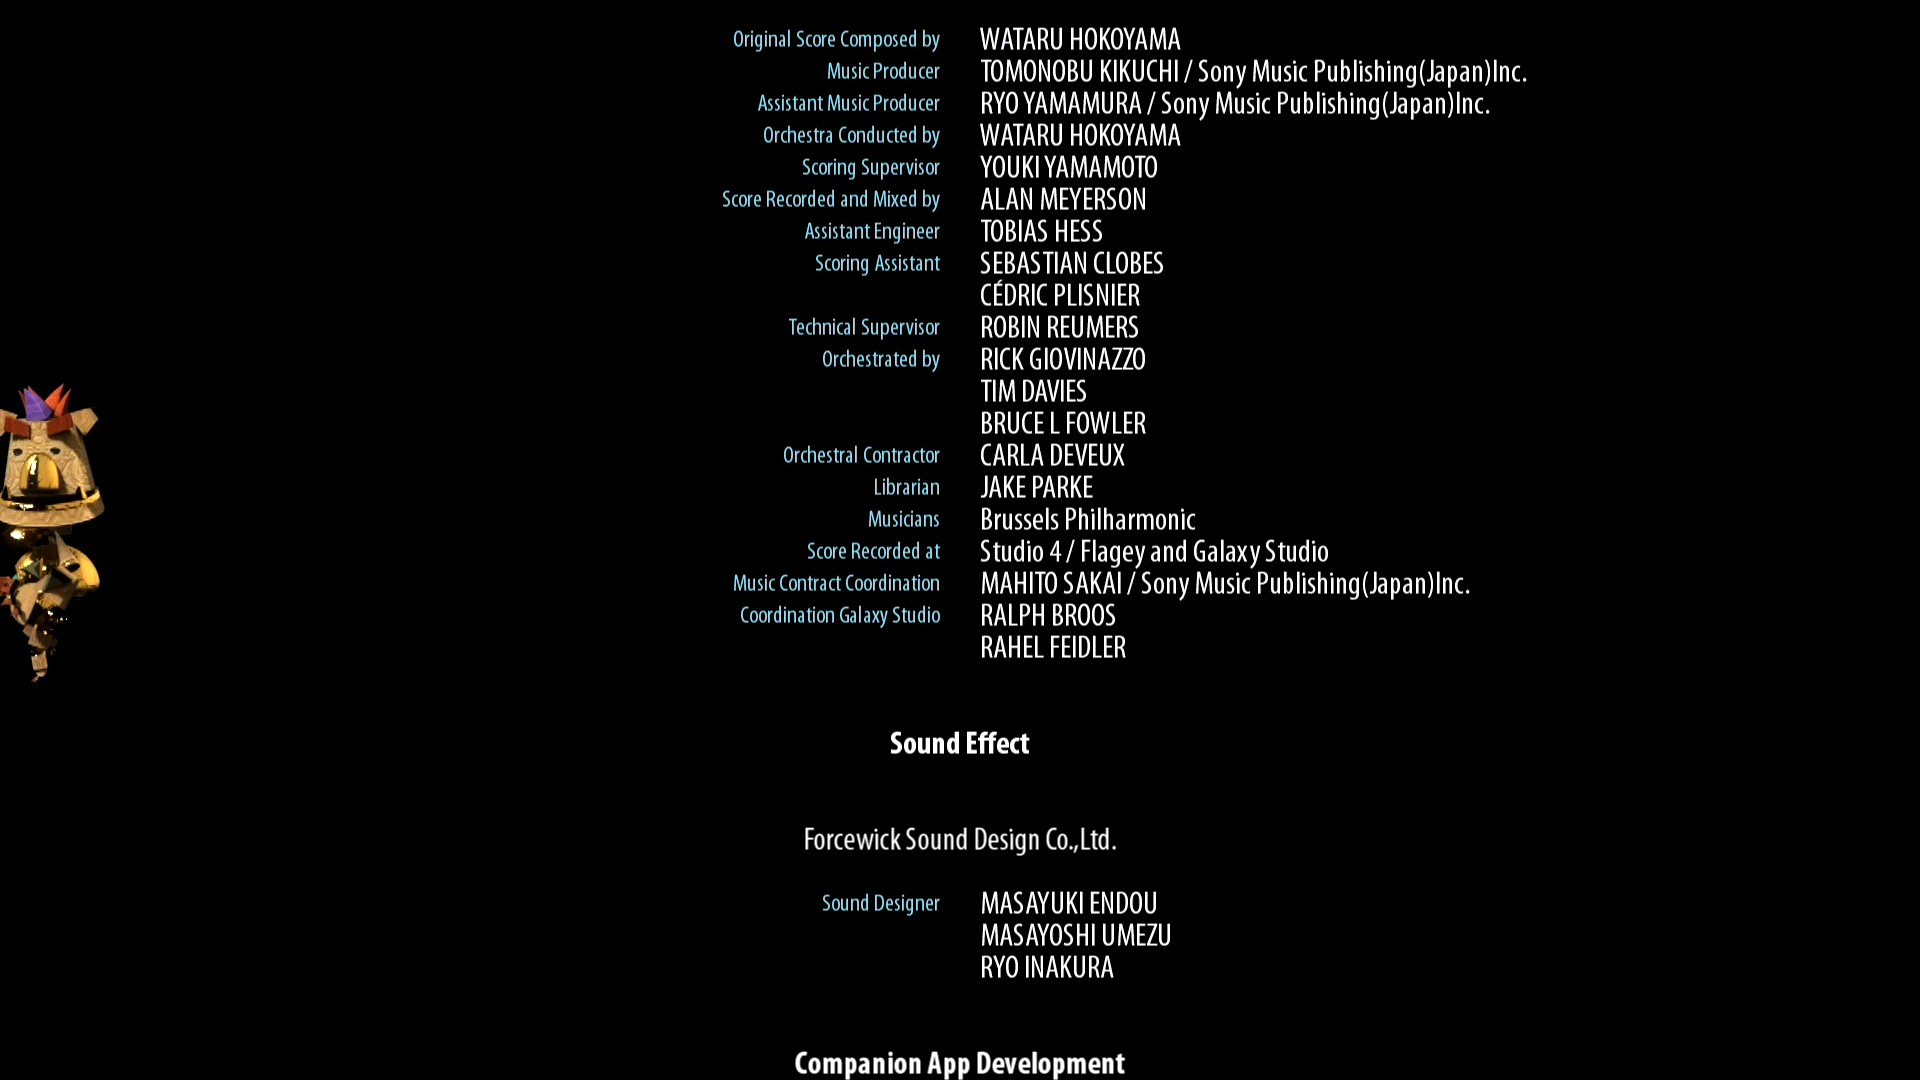 Original Score Composed by WATARU HOKOYAMA
Music Producer TOMONOBU KIKUCHI / Sony Music Publishing(Japan)Inc.
Assistant Music Producer RYO YAMAMURA / Sony Music Publishing(Japan)Inc.
Orchestra Conducted by WATARU HOKOYAMA
Scoring Supervisor YOUKI YAMAMOTO
Score Recorded and Mixed by ALAN MEYERSON
Assistant Engineer TOBIAS HESS
Scoring Assistant SEBASTIAN CLOBES
CÉDRIC PLISNIER
Technical Supervisor ROBIN REUMERS
Orchestrated by RICK GIOVINAZZO
TIM DAVIES
BRUCE L FOWLER
Orchestral Contractor CARLA DEVEUX
Librarian JAKE PARKE
Musicians Brussels Philharmonic
Score Recorded at Studio 4 / Flagey and Galaxy Studio
Music Contract Coordination MAHITO SAKAI / Sony Music Publishing(Japan)Inc.
Coordination Galaxy Studio RALPH BROOS
RAHEL FEIDLER
Sound Effect
Forcewick Sound Design Co.,Ltd.
Sound Designer MASAYUKI ENDOU
MASAYOSHI UMEZU
RYO INAKURA
Companion App Development